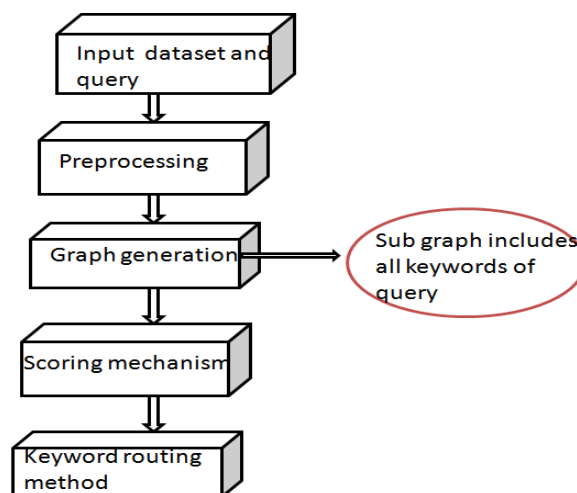 Input dataset and
query
Preprocessing
Graph generation
Sub graph includes
all keywords of
query
Scoring mechanism
Keyword routing
method